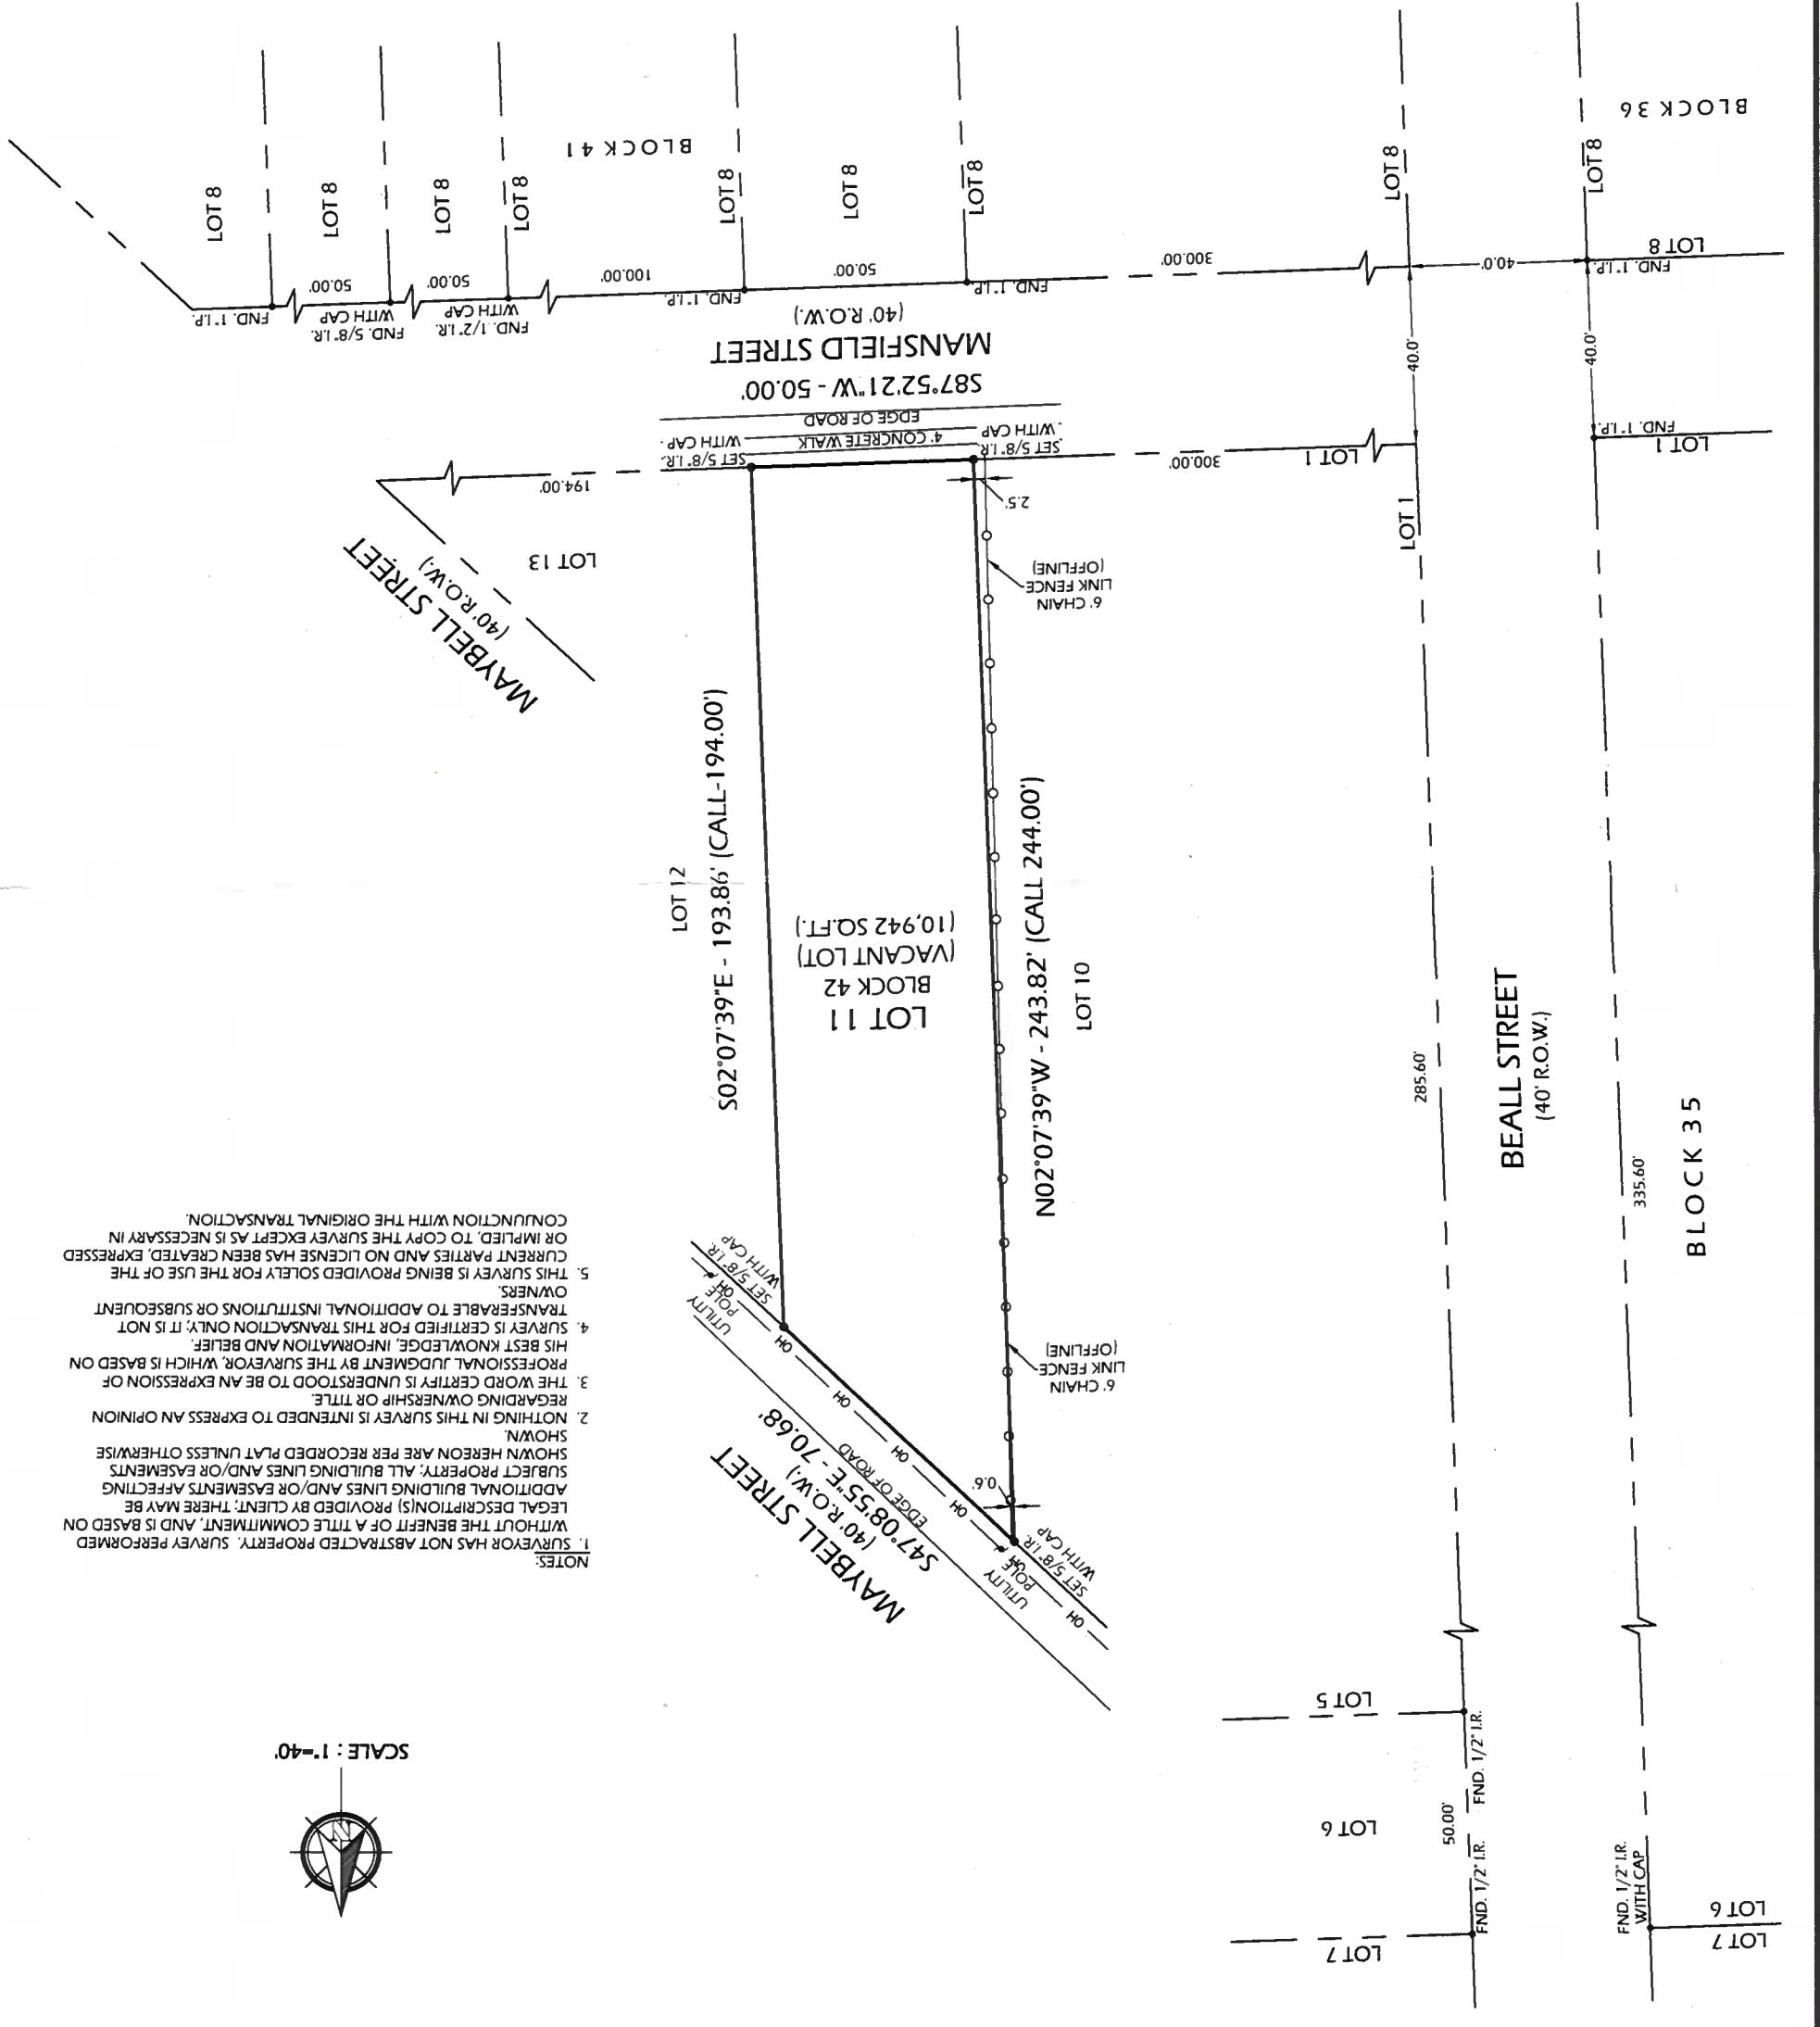 SCALE : 1"=40'
N
NOTES:
1. SURVEYOR HAS NOT ABSTRACTED PROPERTY. SURVEY PERFORMED
WITHOUT THE BENEFIT OF A TITLE COMMITMENT, AND IS BASED ON
LEGAL DESCRIPTION(S) PROVIDED BY CLIENT; THERE MAY BE
ADDITIONAL BUILDING LINES AND/OR EASEMENTS AFFECTING
SUBJECT PROPERTY; ALL BUILDING LINES AND/OR EASEMENTS
SHOWN HEREON ARE PER RECORDED PLAT UNLESS OTHERWISE
SHOWN.
2. NOTHING IN THIS SURVEY IS INTENDED TO EXPRESS AN OPINION
REGARDING OWNERSHIP OR TITLE.
3. THE WORD CERTIFY IS UNDERSTOOD TO BE AN EXPRESSION OF
PROFESSIONAL JUDGMENT BY THE SURVEYOR, WHICH IS BASED ON
HIS BEST KNOWLEDGE, INFORMATION AND BELIEF.
4. SURVEY IS CERTIFIED FOR THIS TRANSACTION ONLY; IT IS NOT
TRANSFERABLE TO ADDITIONAL INSTITUTIONS OR SUBSEQUENT
OWNERS.
5. THIS SURVEY IS BEING PROVIDED SOLELY FOR THE USE OF THE
CURRENT PARTIES AND NO LICENSE HAS BEEN CREATED, EXPRESSED
OR IMPLIED, TO COPY THE SURVEY EXCEPT AS IS NECESSARY IN
CONJUNCTION WITH THE ORIGINAL TRANSACTION.
LOT 7
LOT 6
FND. 1/2" I.R.
WITH CAP
LOT 7
FND. 1/2" I.R.
LOT 6
50.00'
FND. 1/2" I.R.
LOT 5
BLOCK 35
335.60'
BEALL STREET
(40' R.O.W.)
285.60'
MAYBELL STREET
(40' R.O.W.)
S47°08'55"E - 70.68'
EDGE OF ROAD
SET 5/8" I.R.
WITH CAP
UTILITY
POLE
OH
OH
OH
OH
OH
OH
OH
UTILITY
POLE
SET 5/8" I.R.
WITH CAP
0.6'
6' CHAIN
LINK FENCE
(OFFLINE)
LOT 10
N02°07'39"W - 243.82' (CALL 244.00')
LOT 11
BLOCK 42
(VACANT LOT)
(10,942 SQ.FT.)
S02°07'39"E - 193.86' (CALL-194.00')
LOT 12
MAYBELL STREET
(40' R.O.W.)
LOT 13
6' CHAIN
LINK FENCE
(OFFLINE)
2.5'
194.00'
SET 5/8" I.R.
WITH CAP
SET 5/8" I.R.
WITH CAP
4' CONCRETE WALK
EDGE OF ROAD
S87°52'21"W - 50.00'
MANSFIELD STREET
(40' R.O.W.)
300.00'
LOT 1
LOT 1
LOT 1
FND. 1" I.P.
40.0'
40.0'
40.0'
FND. 1" I.P.
LOT 8
LOT 8
BLOCK 36
LOT 8
300.00'
FND. 1" I.P.
LOT 8
50.00'
LOT 8
FND. 1" I.P.
LOT 8
100.00'
BLOCK 41
FND. 1/2" I.R.
WITH CAP
LOT 8
50.00'
LOT 8
FND. 5/8" I.R.
WITH CAP
50.00'
LOT 8
FND. 1" I.P.
LOT 8